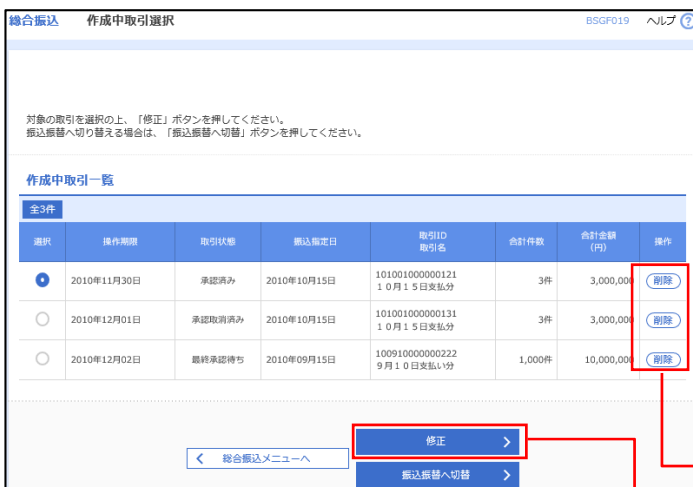 総合振込 作成中取引選択 BSGF019 ヘルプ ?
対象の取引を選択の上、「修正」ボタンを押してください。
振込振替へ切り替える場合は、「振込振替へ切替」ボタンを押してください。
作成中取引一覧
全3件
選択 操作期限 取引状態 振込指定日 取引ID 合計件数 合計金額 操作
取引名 (円)
2010年11月30日 承認済み 2010年10月15日 101001000000121 3件 3,000,000 削除
10月15日支払分
2010年12月01日 承認取消済み 2010年10月15日 101001000000131 3件 3,000,000 削除
10月15日支払分
2010年12月02日 最終承認待ち 2010年09月15日 100910000000222 1,000件 10,000,000 削除
9月10日支払い分
修正
総合振込メニューへ
振込振替へ切替